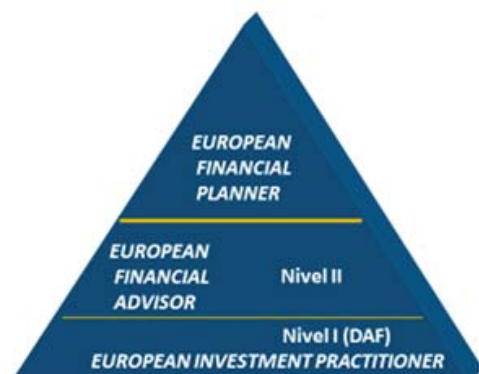 EUROPEAN
FINANCIAL
PLANNER
EUROPEAN
FINANCIAL
ADVISOR
Nivel II
Nivel I (DAF)
EUROPEAN INVESTMENT PRACTITIONER